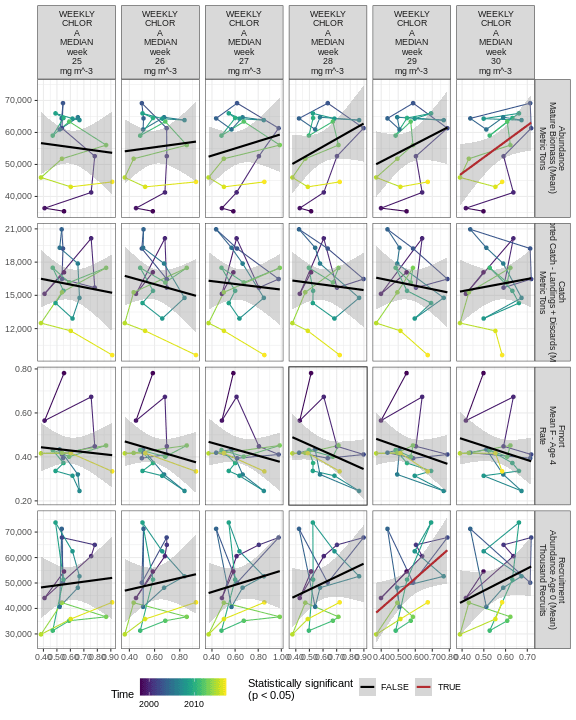 WEEKLY
CHLOR
A
MEDIAN
week
25
mg m^-3
WEEKLY
CHLOR
A
MEDIAN
week
26
mg m^-3
WEEKLY
CHLOR
A
MEDIAN
week
27
mg m^-3
WEEKLY
CHLOR
A
MEDIAN
week
28
mg m^-3
WEEKLY
CHLOR
A
MEDIAN
week
29
mg m^-3
WEEKLY
CHLOR
A
MEDIAN
week
30
mg m^-3
70,000
60,000
50,000
40,000
Abundance
Mature Biomass (Mean)
Metric Tons
21,000
18,000
15,000
12,000
Catch
Catch - Landings + Discards
Metric Tons
0.80
0.60
0.40
0.20
Fmort
Mean F - Age 4
Rate
70,000
60,000
50,000
40,000
30,000
Recruitment
Abundance Age 0 (Mean)
Thousand Recruits
0.40 0.50 0.60 0.70 0.80 0.90
0.40 0.60 0.80
0.40 0.60 0.80 1.00
0.40 0.50 0.60 0.70 0.80 0.90
0.40 0.50 0.60 0.70 0.80
0.40 0.50 0.60 0.70
Time
2000 2010
Statistically significant
(p < 0.05)
FALSE
TRUE